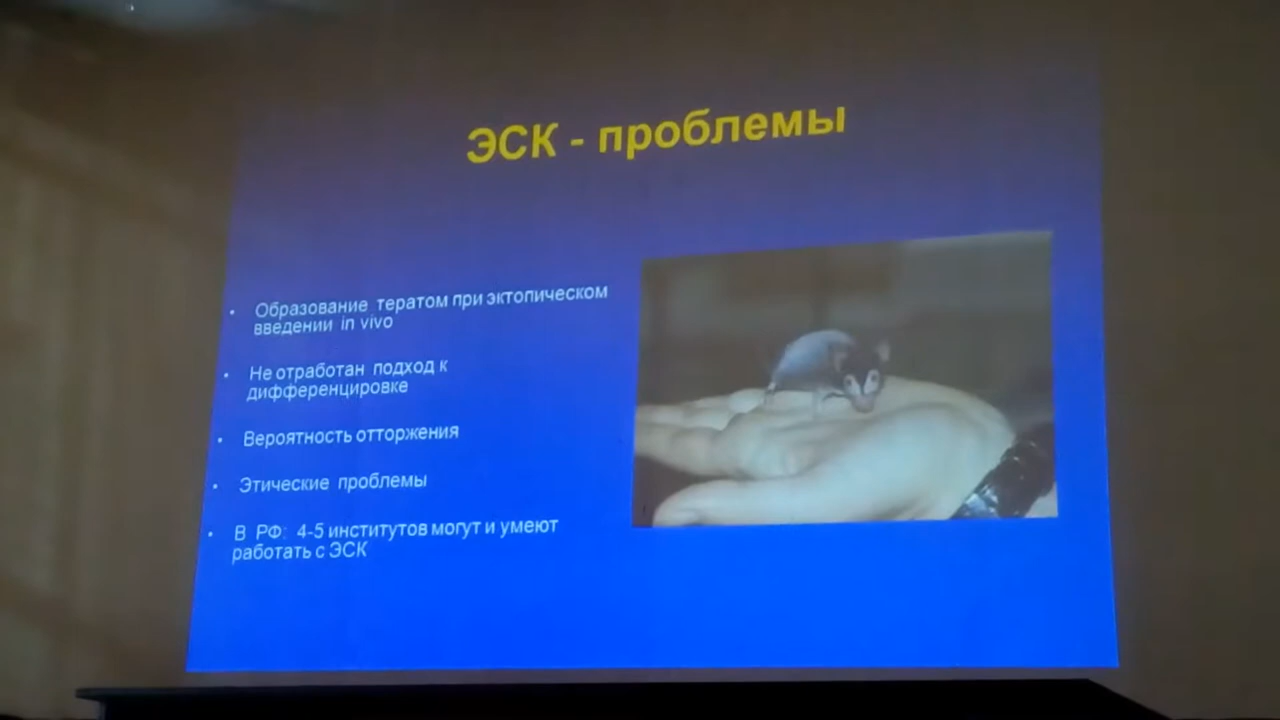 ЭСК - проблемы
• Образование тератом при эктопическом
введении in vivo
• Не отработан подход к
дифференцировке
• Вероятность отторжения
• Этические проблемы
• В РФ: 4-5 институтов могут и умеют
работать с ЭСК